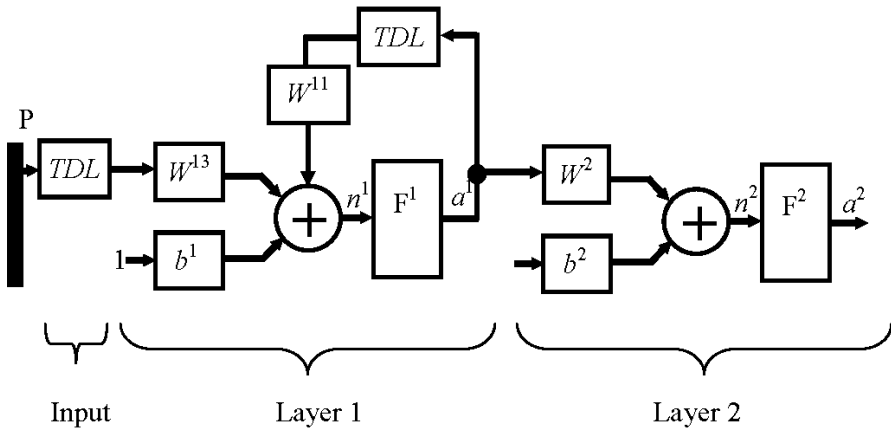 TDL
W¹¹
P
TDL
W¹³
+
n¹
F¹
a¹
1
b¹
W²
+
n²
F²
a²
b²
Input
Layer 1
Layer 2